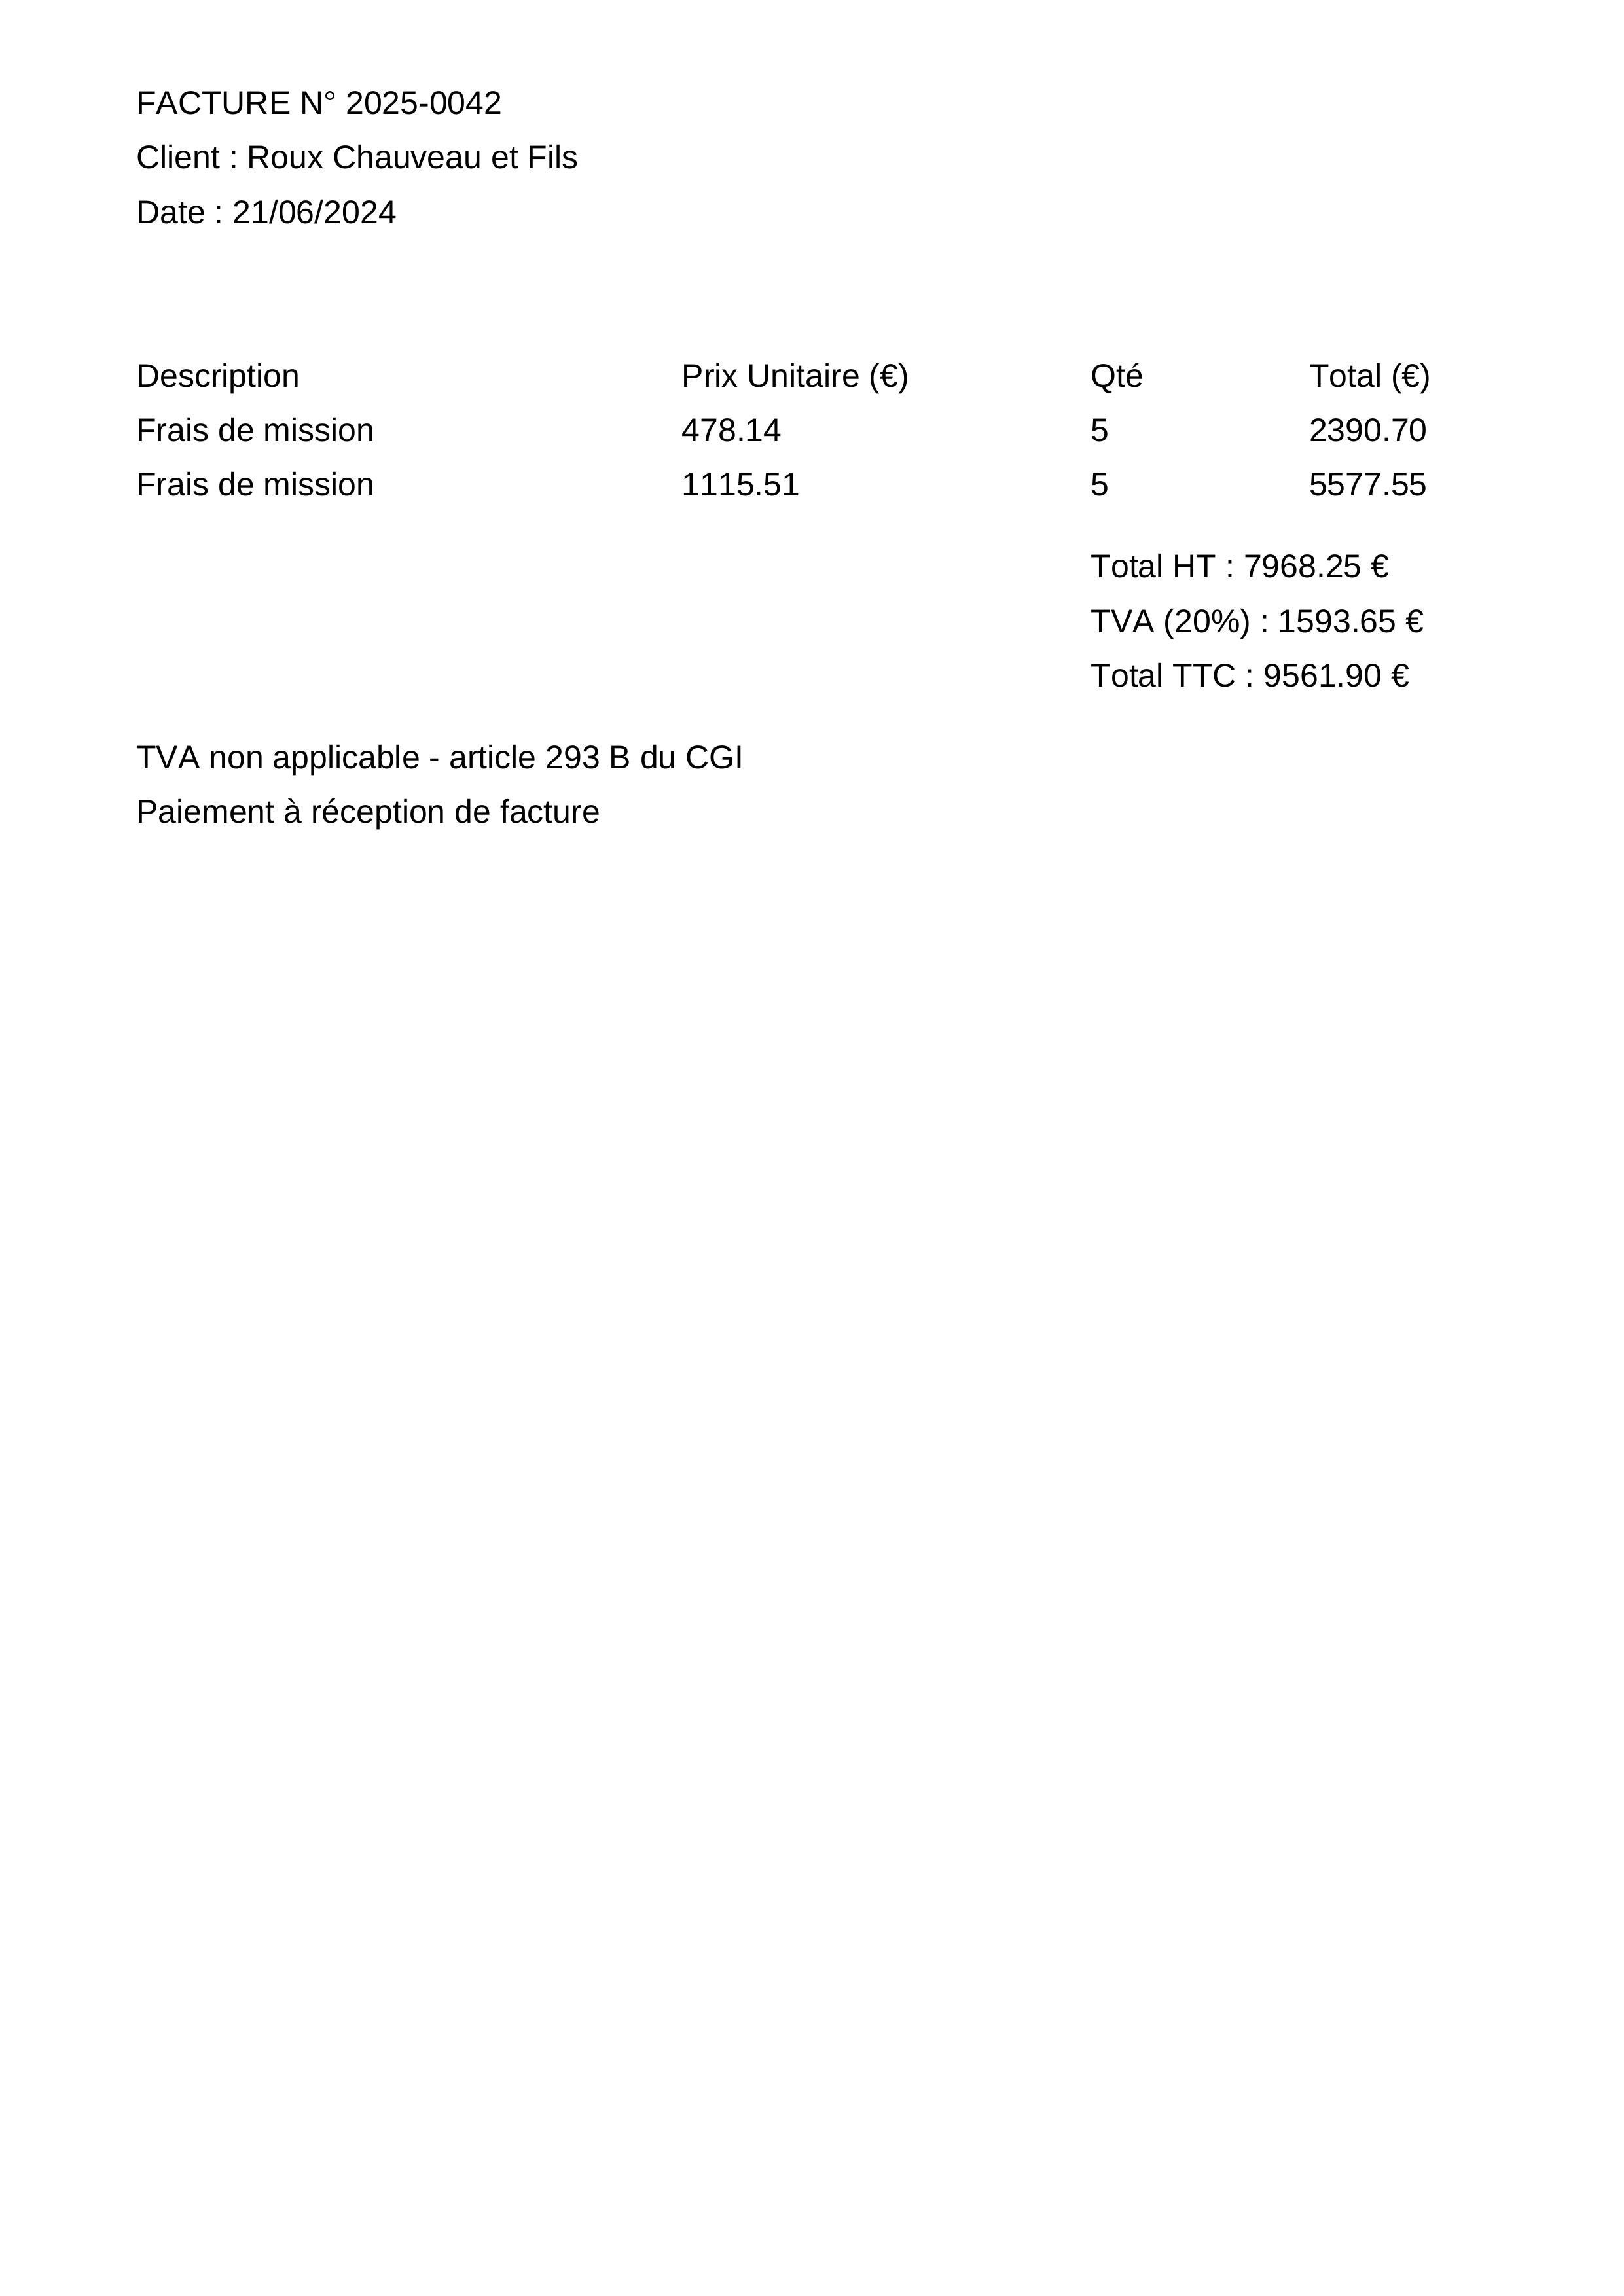 FACTURE N° 2025-0042
Client : Roux Chauveau et Fils
Date : 21/06/2024
Description Prix Unitaire (€) Qté Total (€)
Frais de mission 478.14 5 2390.70
Frais de mission 1115.51 5 5577.55
Total HT : 7968.25 €
TVA (20%) : 1593.65 €
Total TTC : 9561.90 €
TVA non applicable - article 293 B du CGI
Paiement à réception de facture